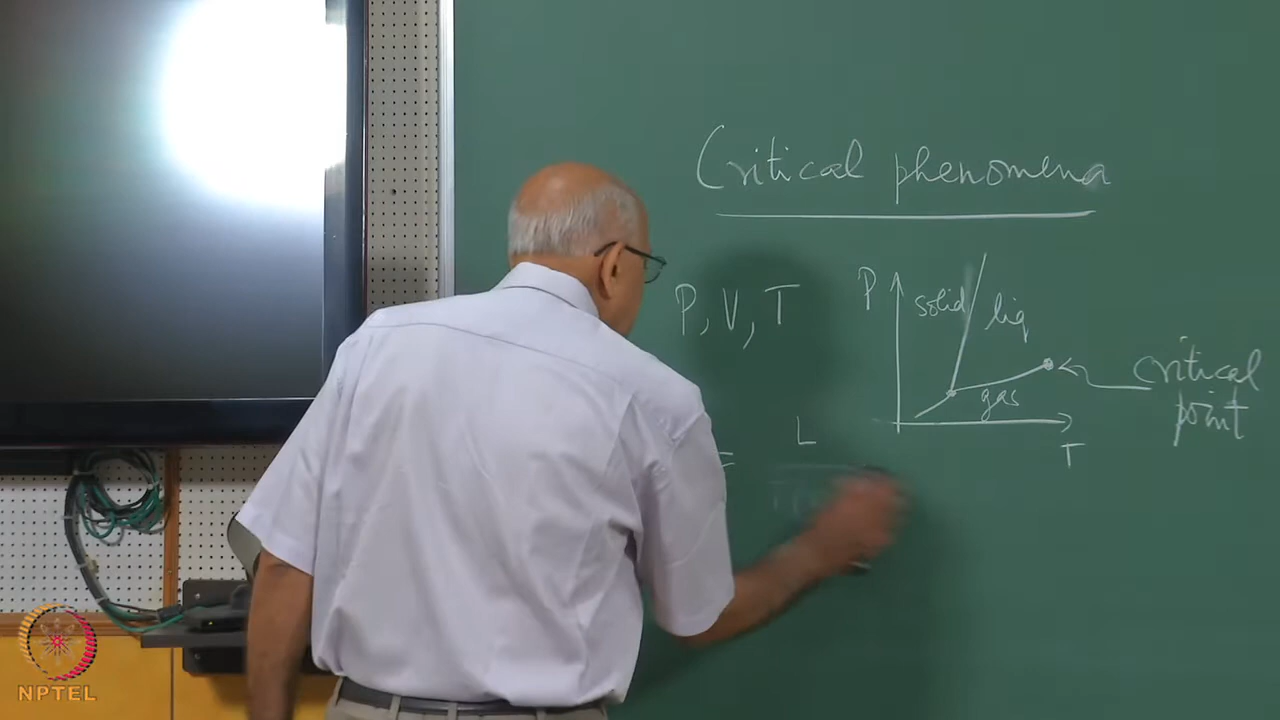 Critical phenomena
P, V, T
P
solid
liq
critical
point
gas
T
=
L
NPTEL